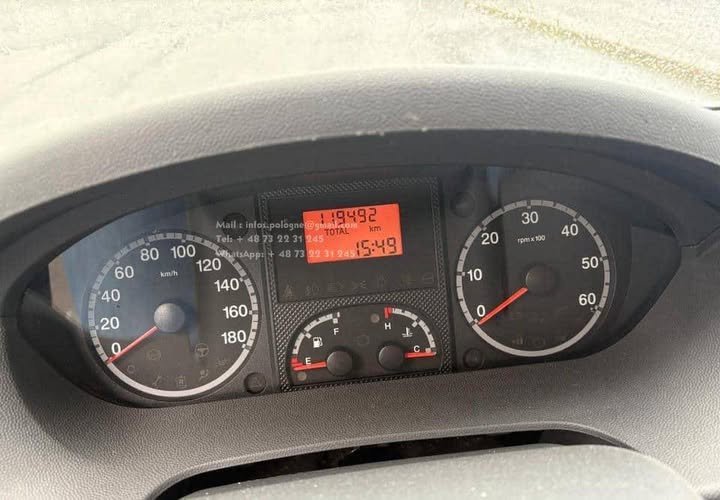 119492
TOTAL km
15:49
Mail : infos.pologne@gmail.com
Tel: + 48 73 22 31 245
WhatsApp: + 48 73 22 31 245
0 20 40 60 80 100 120 140 160 180
km/h
0 10 20 30 40 50 60
rpm x 100
E F
H C